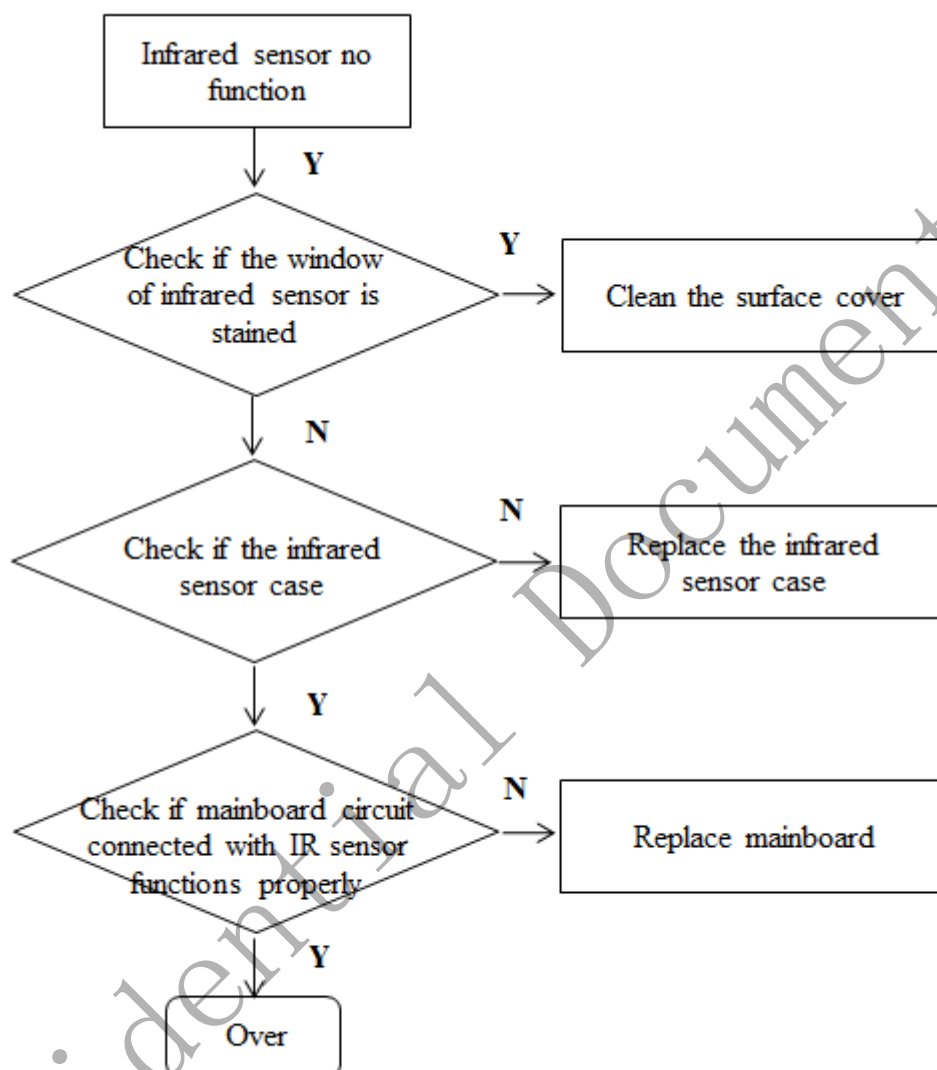 Infrared sensor no
function
Y
Check if the window
of infrared sensor is
stained
Y
Clean the surface cover
N
Check if the infrared
sensor case
N
Replace the infrared
sensor case
Y
Check if mainboard circuit
connected with IR sensor
functions properly
N
Replace mainboard
Y
Over
idential Document